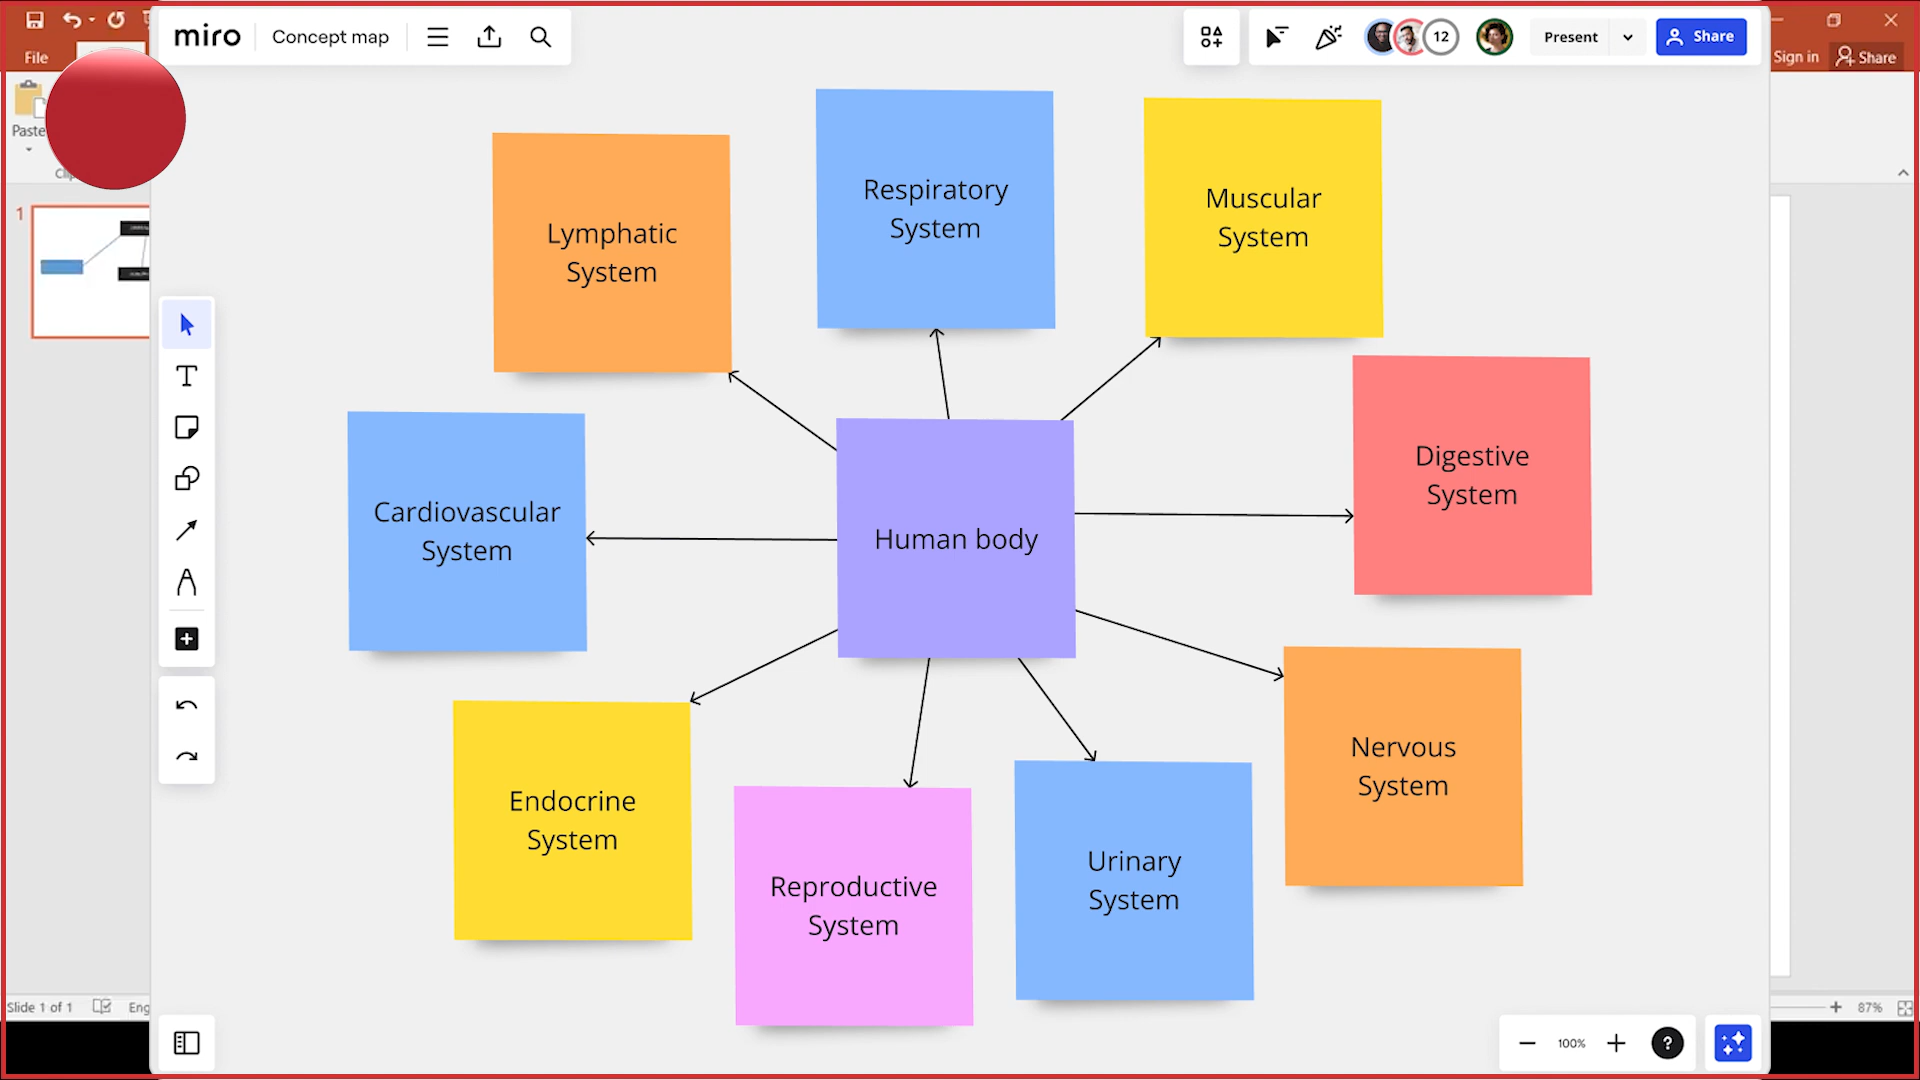 miro
Concept map
12
Present
Share
File
Sign in
Share
Paste
1
Respiratory
System
Muscular
System
Lymphatic
System
Digestive
System
Cardiovascular
System
Human body
Nervous
System
Endocrine
System
Urinary
System
Reproductive
System
Slide 1 of 1
87%
100%
?